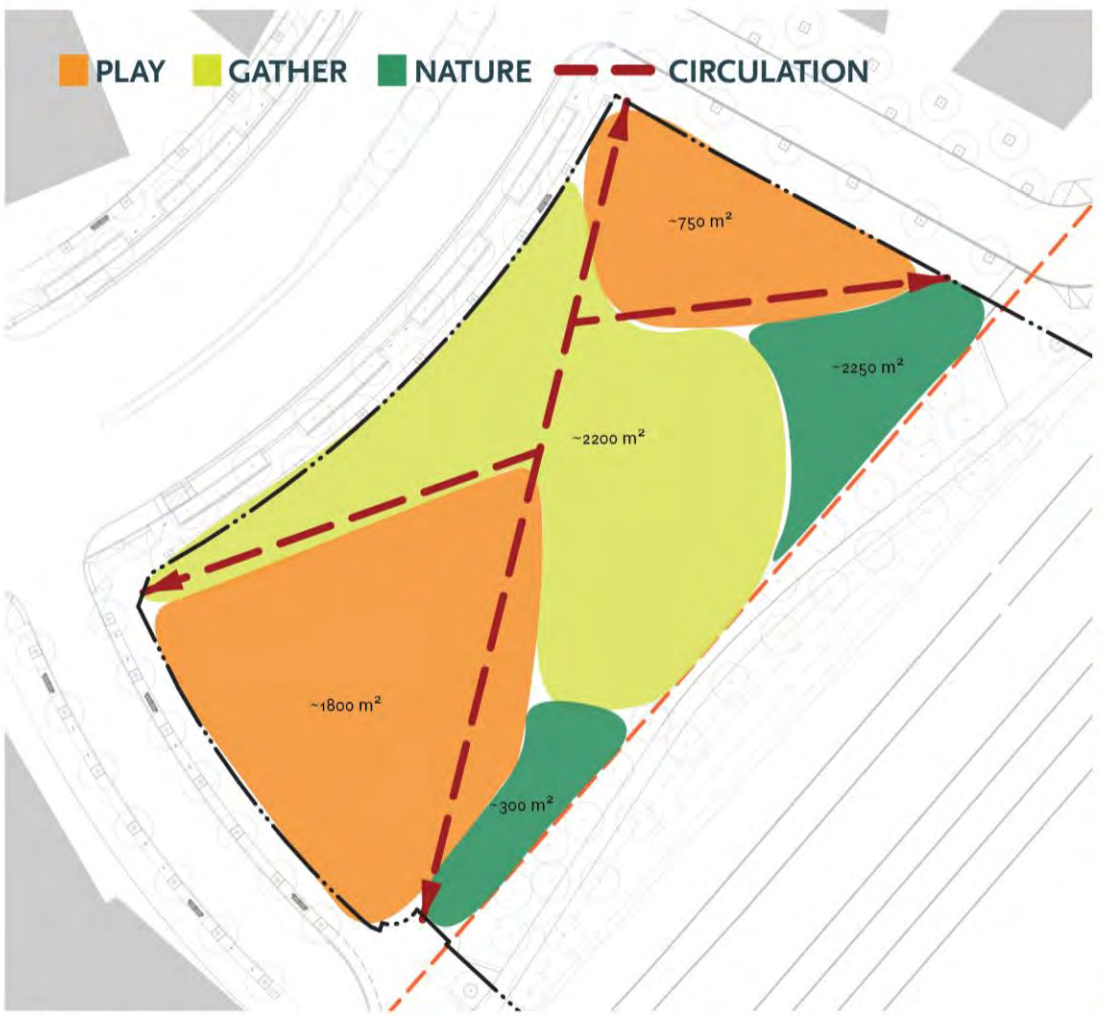 PLAY GATHER NATURE CIRCULATION
~750 m²
~2250 m²
~2200 m²
~1800 m²
~300 m²